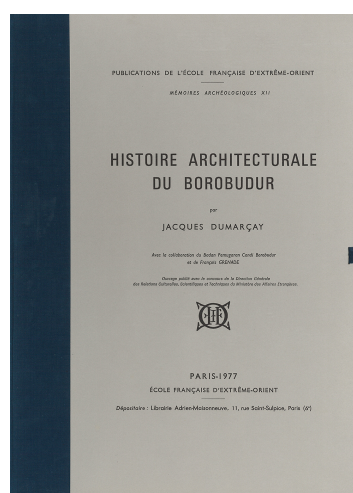 PUBLICATIONS DE L'ÉCOLE FRANÇAISE D'EXTRÊME-ORIENT
MÉMOIRES ARCHÉOLOGIQUES XII
HISTOIRE ARCHITECTURALE
DU BOROBUDUR
par
JACQUES DUMARÇAY
Avec la collaboration du Badan Pemugaran Candi Borobudur
et de François GRENADE
Ouvrage publié avec le concours de la Direction Générale
des Relations Culturelles, Scientifiques et Techniques du Ministère des Affaires Etrangères
PARIS-1977
ÉCOLE FRANÇAISE D'EXTRÊME-ORIENT
Dépositaire : Librairie Adrien-Maisonneuve, 11, rue Saint-Sulpice, Paris (6e)